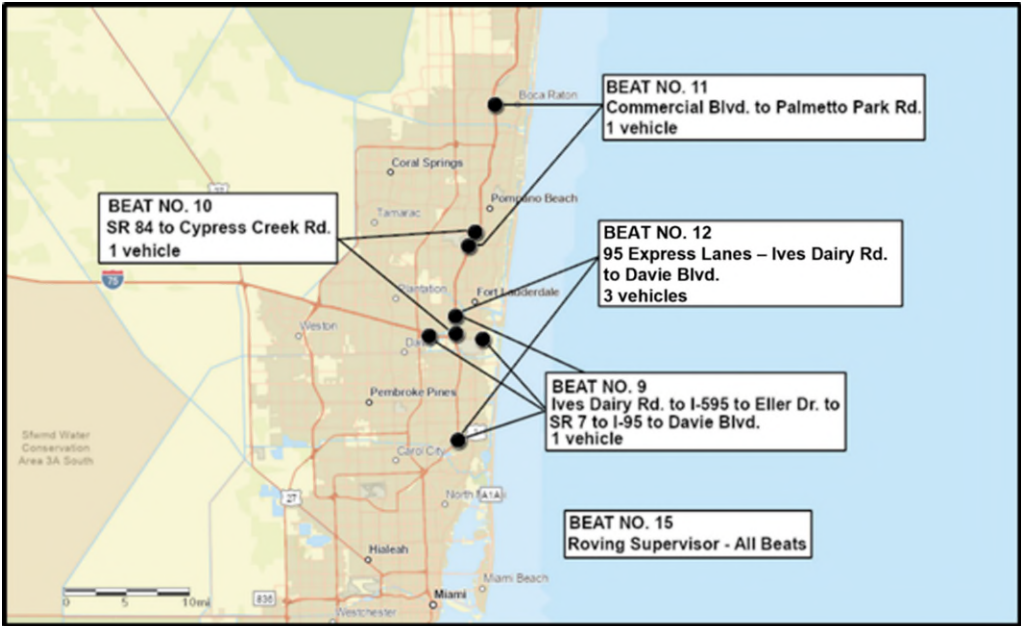 BEAT NO. 11
Commercial Blvd. to Palmetto Park Rd.
1 vehicle
Boca Raton
Coral Springs
BEAT NO. 10
SR 84 to Cypress Creek Rd.
1 vehicle
Pompano Beach
Tamarac
BEAT NO. 12
95 Express Lanes – Ives Dairy Rd.
to Davie Blvd.
3 vehicles
75
Plantation
Fort Lauderdale
Weston
BEAT NO. 9
Ives Dairy Rd. to I-595 to Eller Dr. to
SR 7 to I-95 to Davie Blvd.
1 vehicle
Pembroke Pines
Sfwmd Water
Conservation
Area 3A South
Carol City
27
North
A1A
BEAT NO. 15
Roving Supervisor - All Beats
Hialeah
Miami Beach
0 5 10mi
836
Miami
Westchester